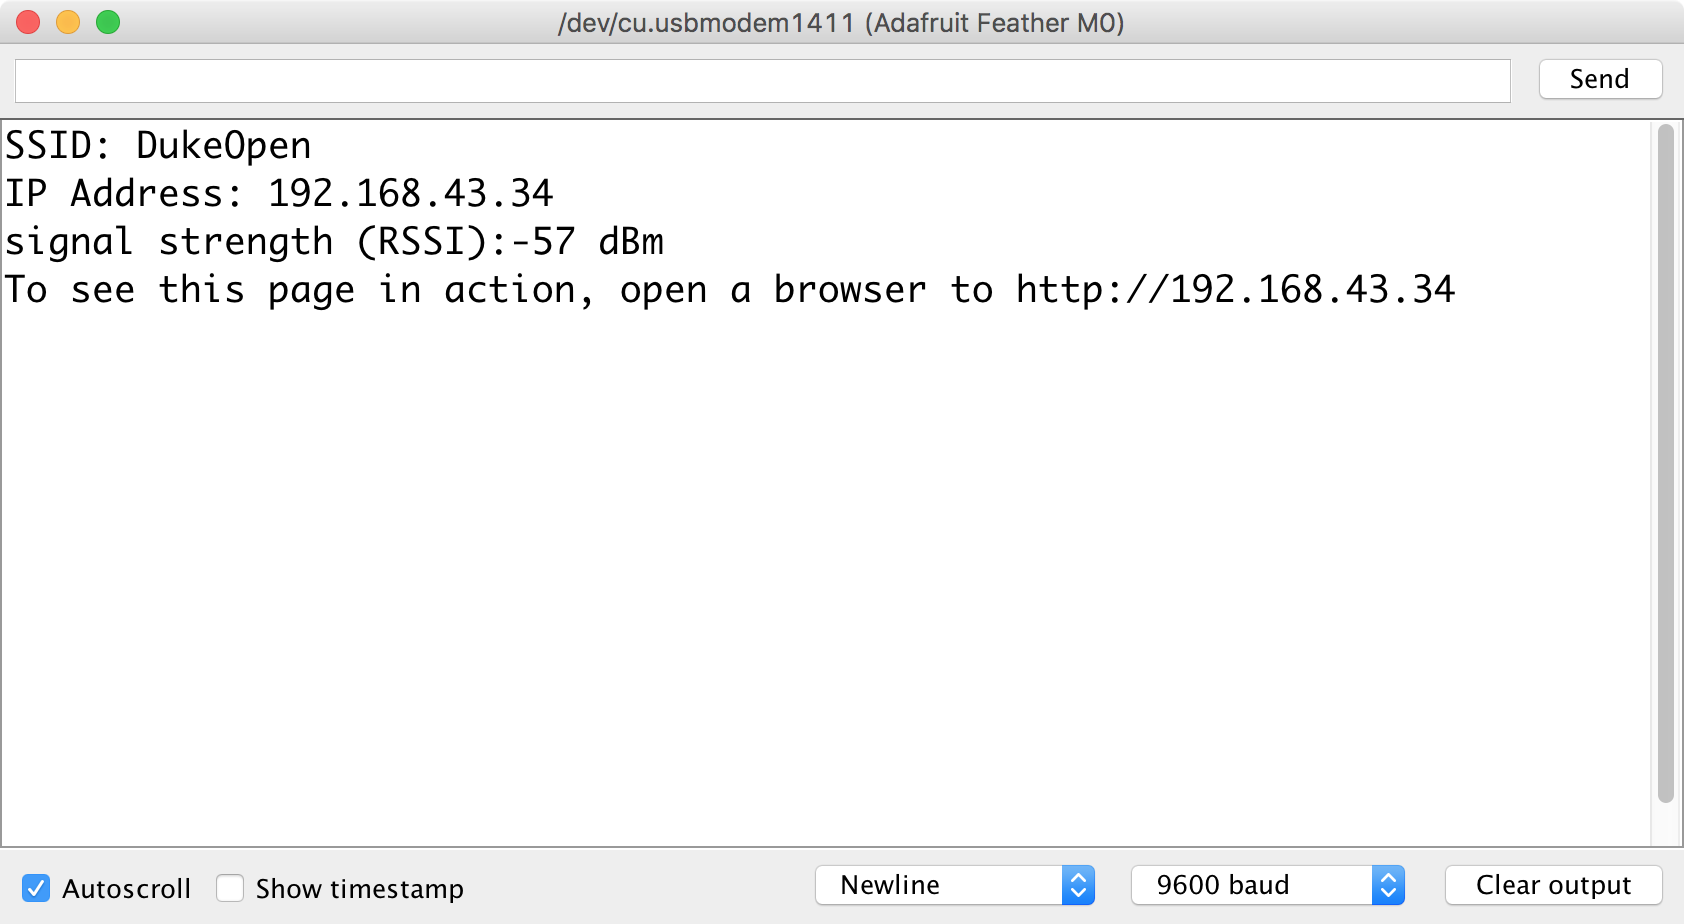 /dev/cu.usbmodem1411 (Adafruit Feather M0)
Send
SSID: DukeOpen
IP Address: 192.168.43.34
signal strength (RSSI):-57 dBm
To see this page in action, open a browser to http://192.168.43.34
Autoscroll Show timestamp Newline 9600 baud Clear output